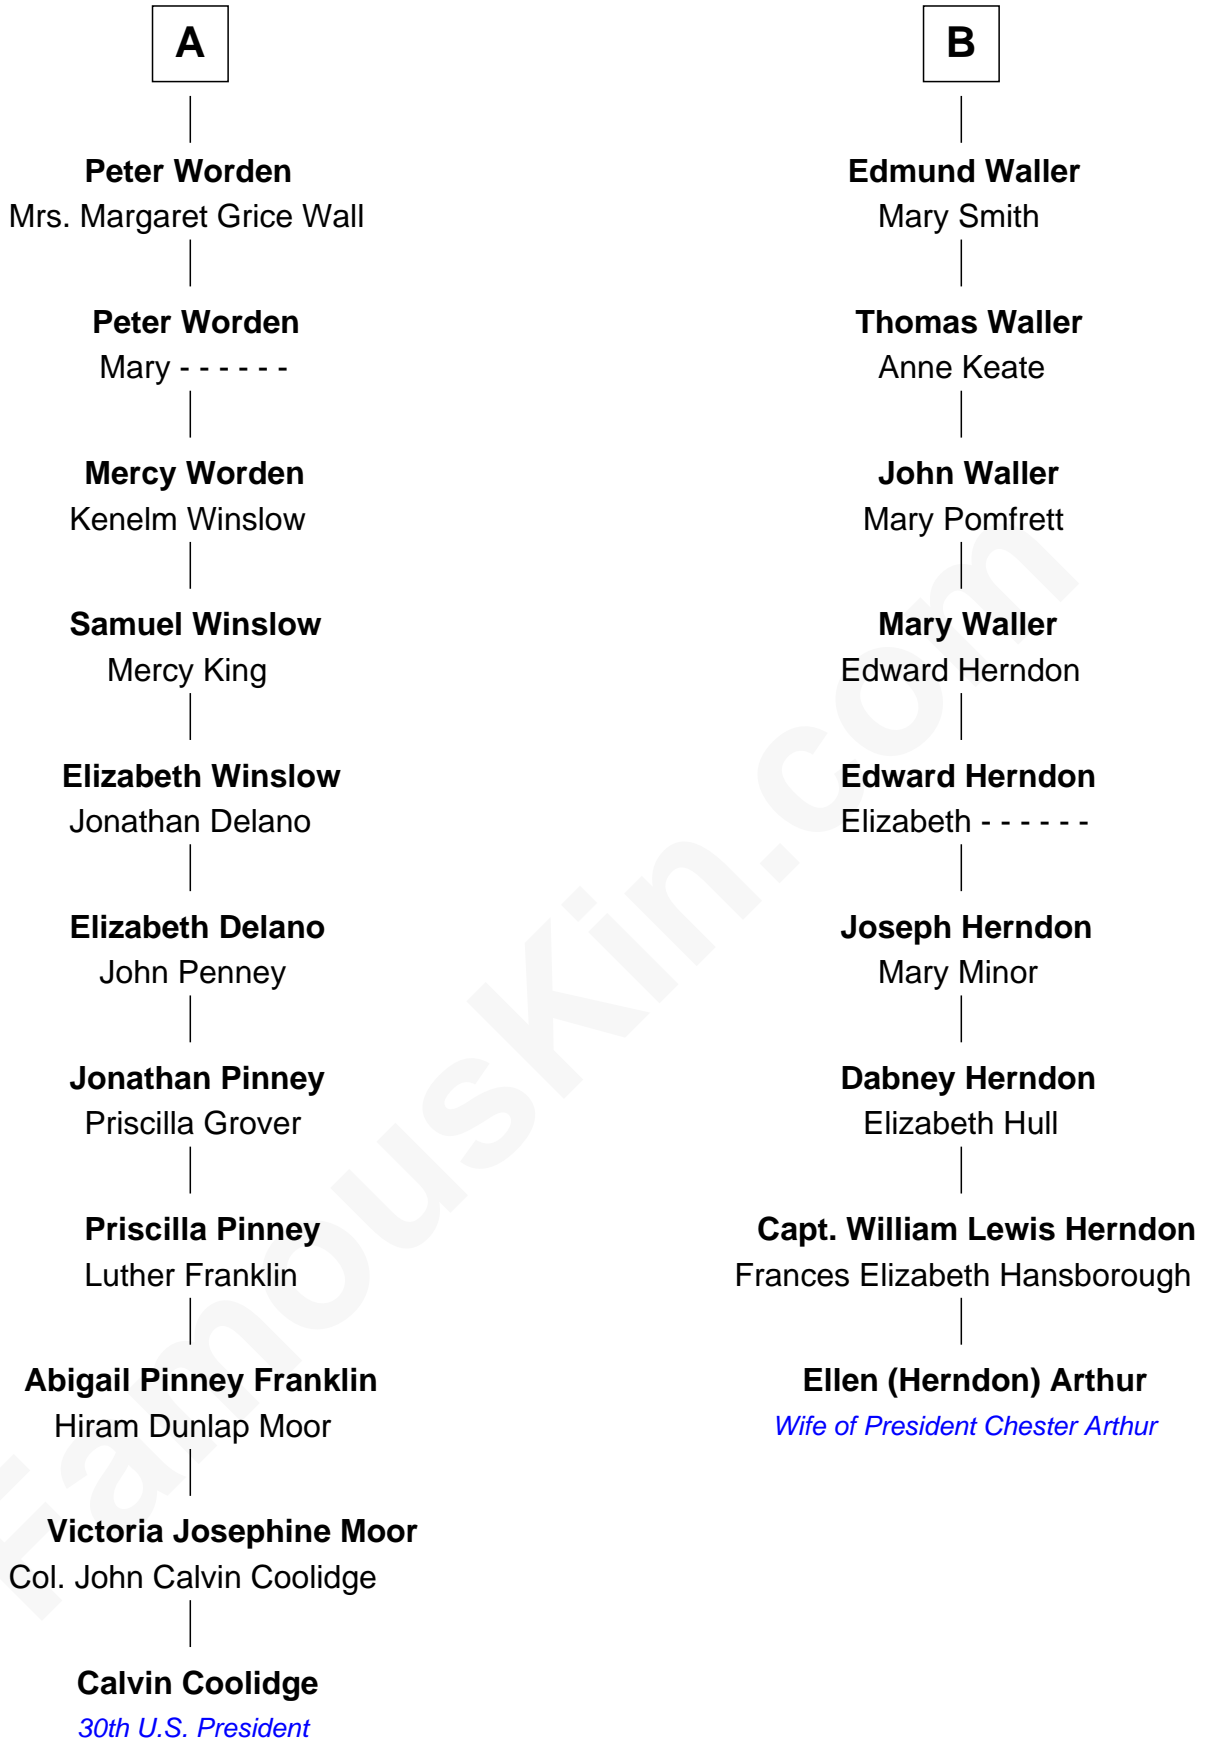 A
Peter Worden
Mrs. Margaret Grice Wall
Peter Worden
Mary - - - - - -
Mercy Worden
Kenelm Winslow
Samuel Winslow
Mercy King
Elizabeth Winslow
Jonathan Delano
Elizabeth Delano
John Penney
Jonathan Pinney
Priscilla Grover
Priscilla Pinney
Luther Franklin
Abigail Pinney Franklin
Hiram Dunlap Moor
Victoria Josephine Moor
Col. John Calvin Coolidge
Calvin Coolidge
30th U.S. President
B
Edmund Waller
Mary Smith
Thomas Waller
Anne Keate
John Waller
Mary Pomfrett
Mary Waller
Edward Herndon
Edward Herndon
Elizabeth - - - - - -
Joseph Herndon
Mary Minor
Dabney Herndon
Elizabeth Hull
Capt. William Lewis Herndon
Frances Elizabeth Hansborough
Ellen (Herndon) Arthur
Wife of President Chester Arthur
FamousKin.com